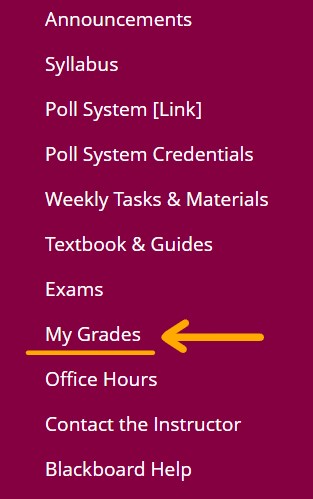 Announcements
Syllabus
Poll System [Link]
Poll System Credentials
Weekly Tasks & Materials
Textbook & Guides
Exams
My Grades
Office Hours
Contact the Instructor
Blackboard Help